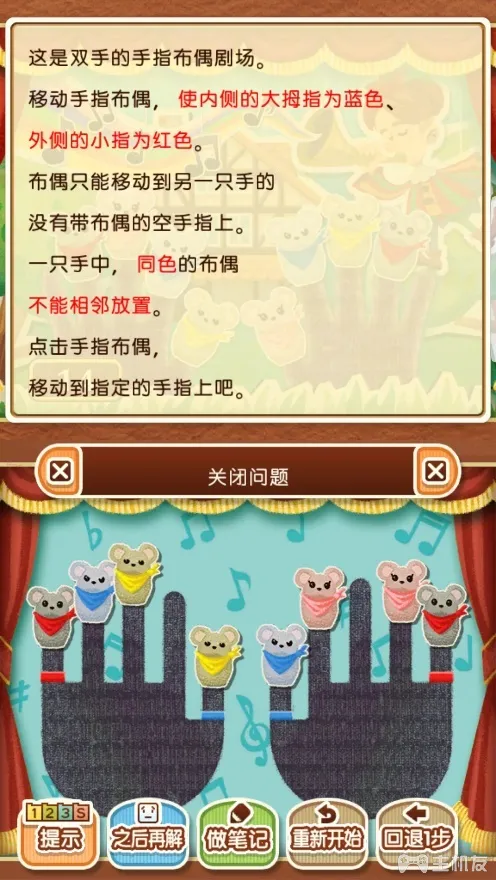 这是双手的手指布偶剧场。
移动手指布偶，使内侧的大拇指为蓝色、
外侧的小指为红色。
布偶只能移动到另一只手的
没有带布偶的空手指上。
一只手中，同色的布偶
不能相邻放置。
点击手指布偶，
移动到指定的手指上吧。
关闭问题
123S
提示
之后再解
做笔记
重新开始
回退1步
主机友